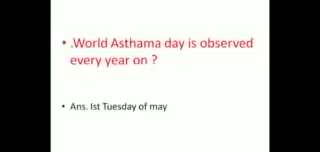 • .World Asthama day is observed
every year on ?
• Ans. Ist Tuesday of may